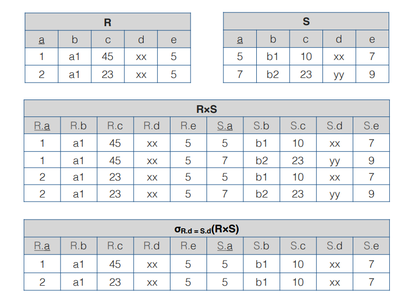 R
a b c d e
1 a1 45 xx 5
2 a1 23 xx 5
S
a b c d e
5 b1 10 xx 7
7 b2 23 yy 9
R×S
R.a R.b R.c R.d R.e S.a S.b S.c S.d S.e
1 a1 45 xx 5 5 b1 10 xx 7
1 a1 45 xx 5 7 b2 23 yy 9
2 a1 23 xx 5 5 b1 10 xx 7
2 a1 23 xx 5 7 b2 23 yy 9
σR.d = S.d(R×S)
R.a R.b R.c R.d R.e S.a S.b S.c S.d S.e
1 a1 45 xx 5 5 b1 10 xx 7
2 a1 23 xx 5 5 b1 10 xx 7